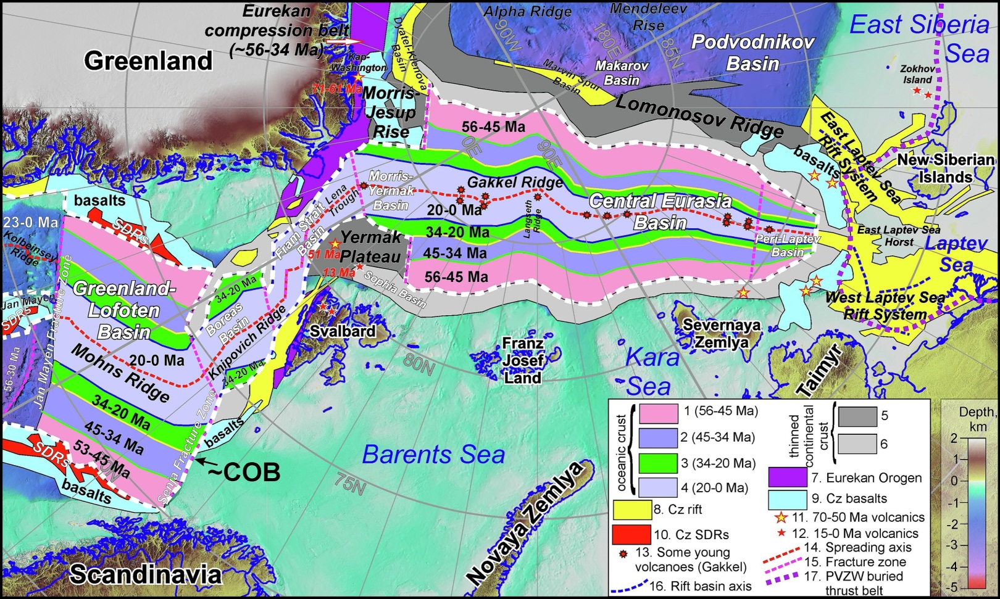 Eurekan
compression belt
(~56-34 Ma)
Greenland
Kap-
Washington
71-61 Ma
Dyatel-Klenova
Basin
Alpha Ridge
Mendeleev
Rise
90W
180E
85N
Podvodnikov
Basin
East Siberia
Sea
Makarov
Basin
Marvin Spur
Basin
Zokhov
Island
Morris-
Jesup
Rise
Lomonosov Ridge
56-45 Ma
0E
90E
East Laptev Sea
Rift System
New Siberian
Islands
basalts
basalts
SDRs
23-0 Ma
Kolbeinsey
Ridge
Morris-
Yermak
Basin
Gakkel Ridge
20-0 Ma
Central Eurasia
Basin
Lena
Trough
Fram Strait
Basin
Langseth
Ridge
34-20 Ma
45-34 Ma
56-45 Ma
Peri-Laptev
Basin
East Laptev Sea
Horst
Laptev
Sea
Yermak
Plateau
51 Ma
13 Ma
Sophia Basin
Jan Mayen
SDRs
Jan Mayen Fracture Zone
Greenland-
Lofoten
Basin
34-20 Ma
Boreas
Basin
Knipovich Ridge
34-20 Ma
West Laptev Sea
Rift System
Svalbard
Severnaya
Zemlya
Franz
Josef
Land
Kara
Sea
Taimyr
80N
56-30 Ma
Mohns Ridge
20-0 Ma
34-20 Ma
45-34 Ma
53-45 Ma
SDRs
basalts
Senja Fracture Zone
basalts
~COB
Barents Sea
75N
Novaya Zemlya
Scandinavia
oceanic crust
1 (56-45 Ma)
2 (45-34 Ma)
3 (34-20 Ma)
4 (20-0 Ma)
thinned
continental
crust
5
6
7. Eurekan Orogen
8. Cz rift
9. Cz basalts
10. Cz SDRs
11. 70-50 Ma volcanics
12. 15-0 Ma volcanics
13. Some young
volcanoes (Gakkel)
14. Spreading axis
15. Fracture zone
16. Rift basin axis
17. PVZW buried
thrust belt
Depth,
km
2
1
0
-1
-2
-3
-4
-5